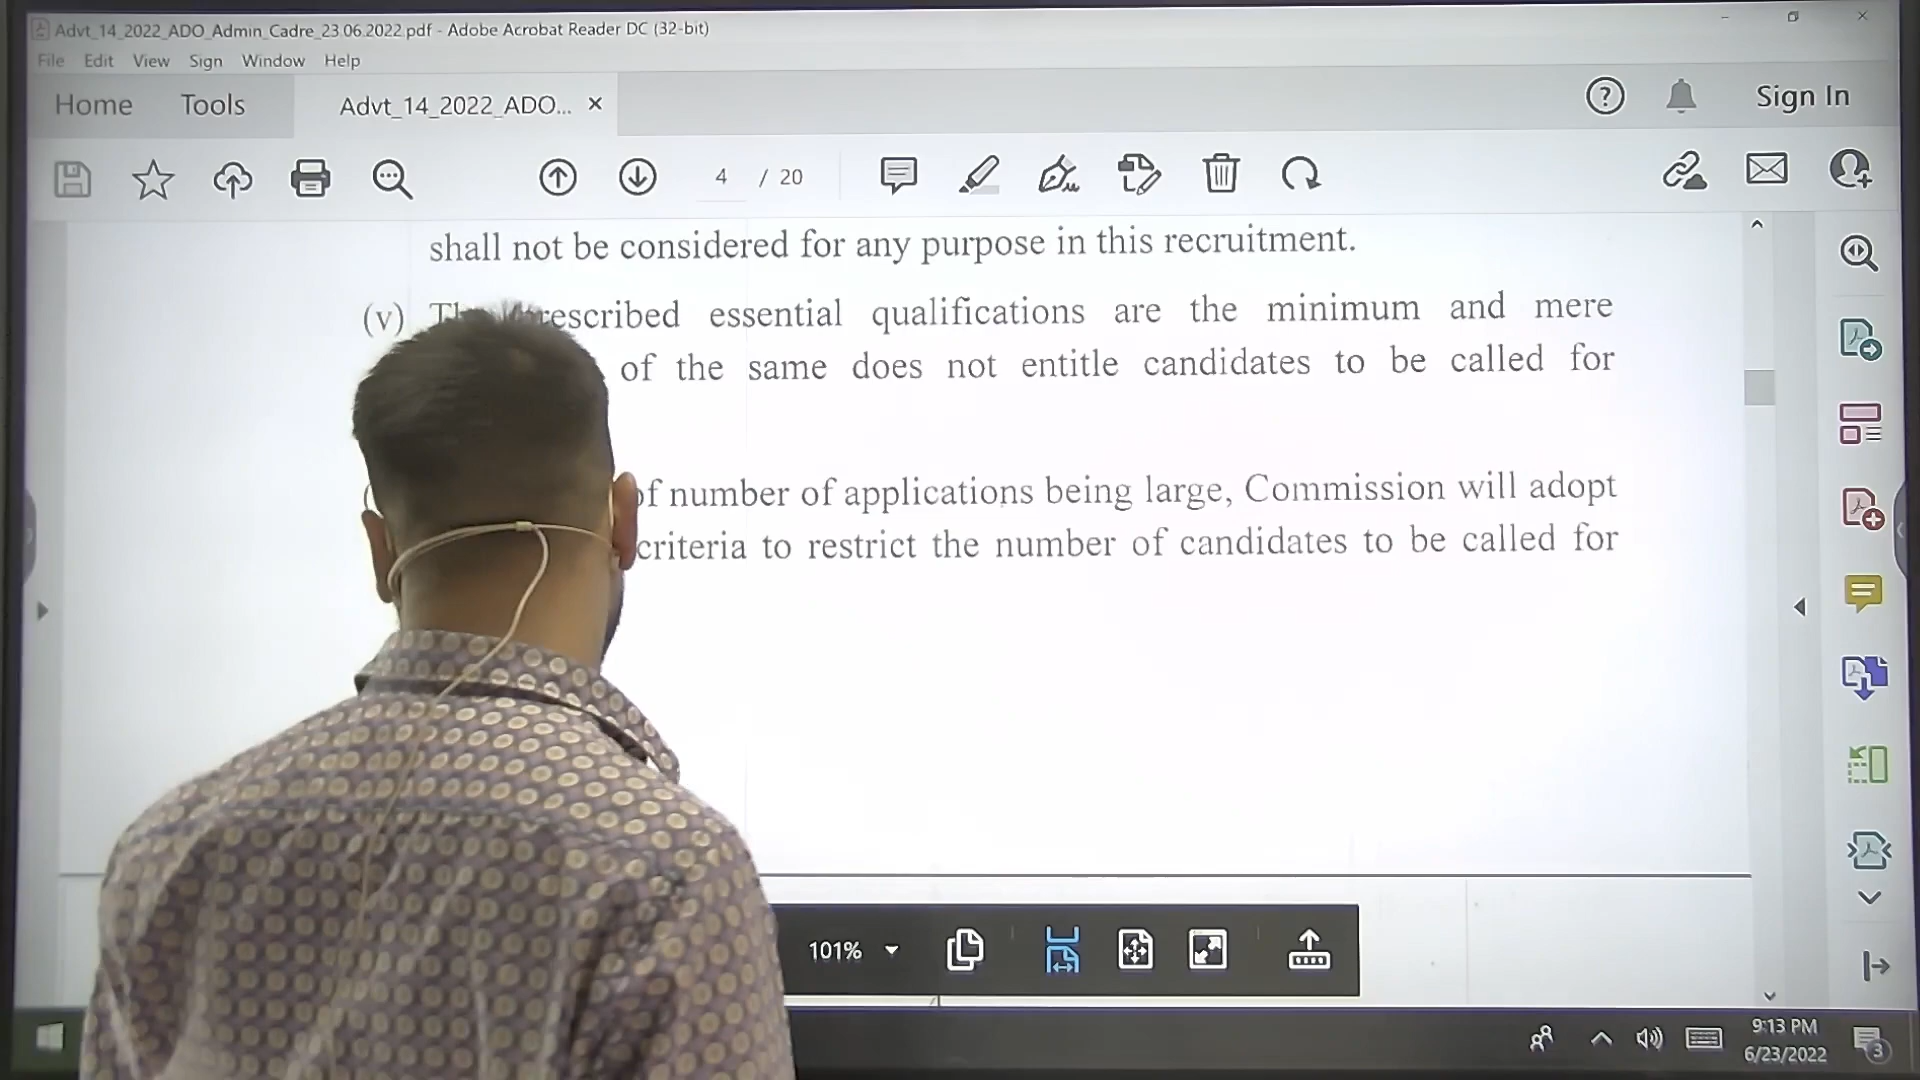 Advt_14_2022_ADO_Admin_Cadre_23.06.2022.pdf - Adobe Acrobat Reader DC (32-bit)
File Edit View Sign Window Help
Home Tools Advt_14_2022_ADO... × Sign In
4 / 20
shall not be considered for any purpose in this recruitment.
(v) essential qualifications are the minimum and mere
of the same does not entitle candidates to be called for
of number of applications being large, Commission will adopt
criteria to restrict the number of candidates to be called for
101%
9:13 PM
6/23/2022
3